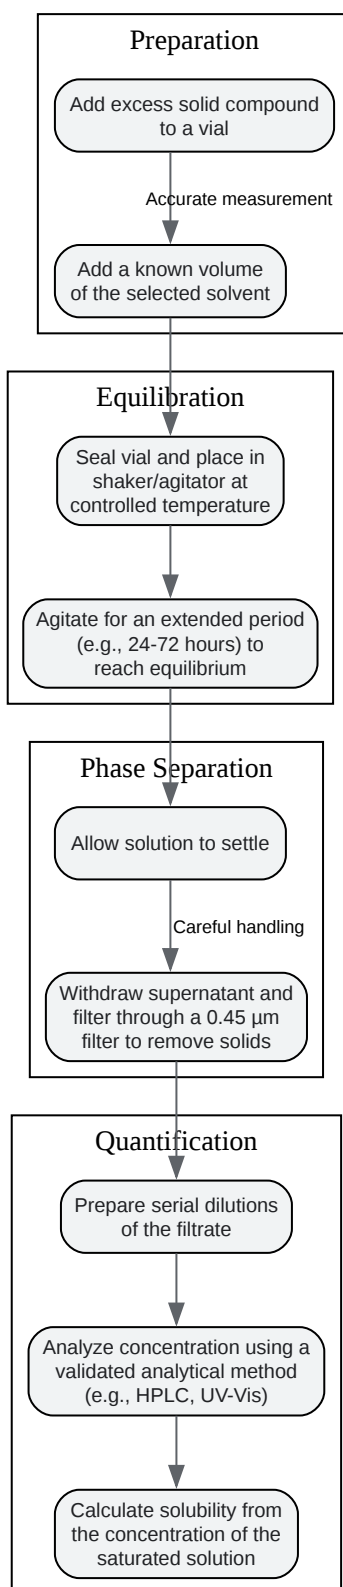 Preparation
Add excess solid compound
to a vial
Accurate measurement
Add a known volume
of the selected solvent
Equilibration
Seal vial and place in
shaker/agitator at
controlled temperature
Agitate for an extended period
(e.g., 24-72 hours) to
reach equilibrium
Phase Separation
Allow solution to settle
Careful handling
Withdraw supernatant and
filter through a 0.45 µm
filter to remove solids
Quantification
Prepare serial dilutions
of the filtrate
Analyze concentration using a
validated analytical method
(e.g., HPLC, UV-Vis)
Calculate solubility from
the concentration of the
saturated solution